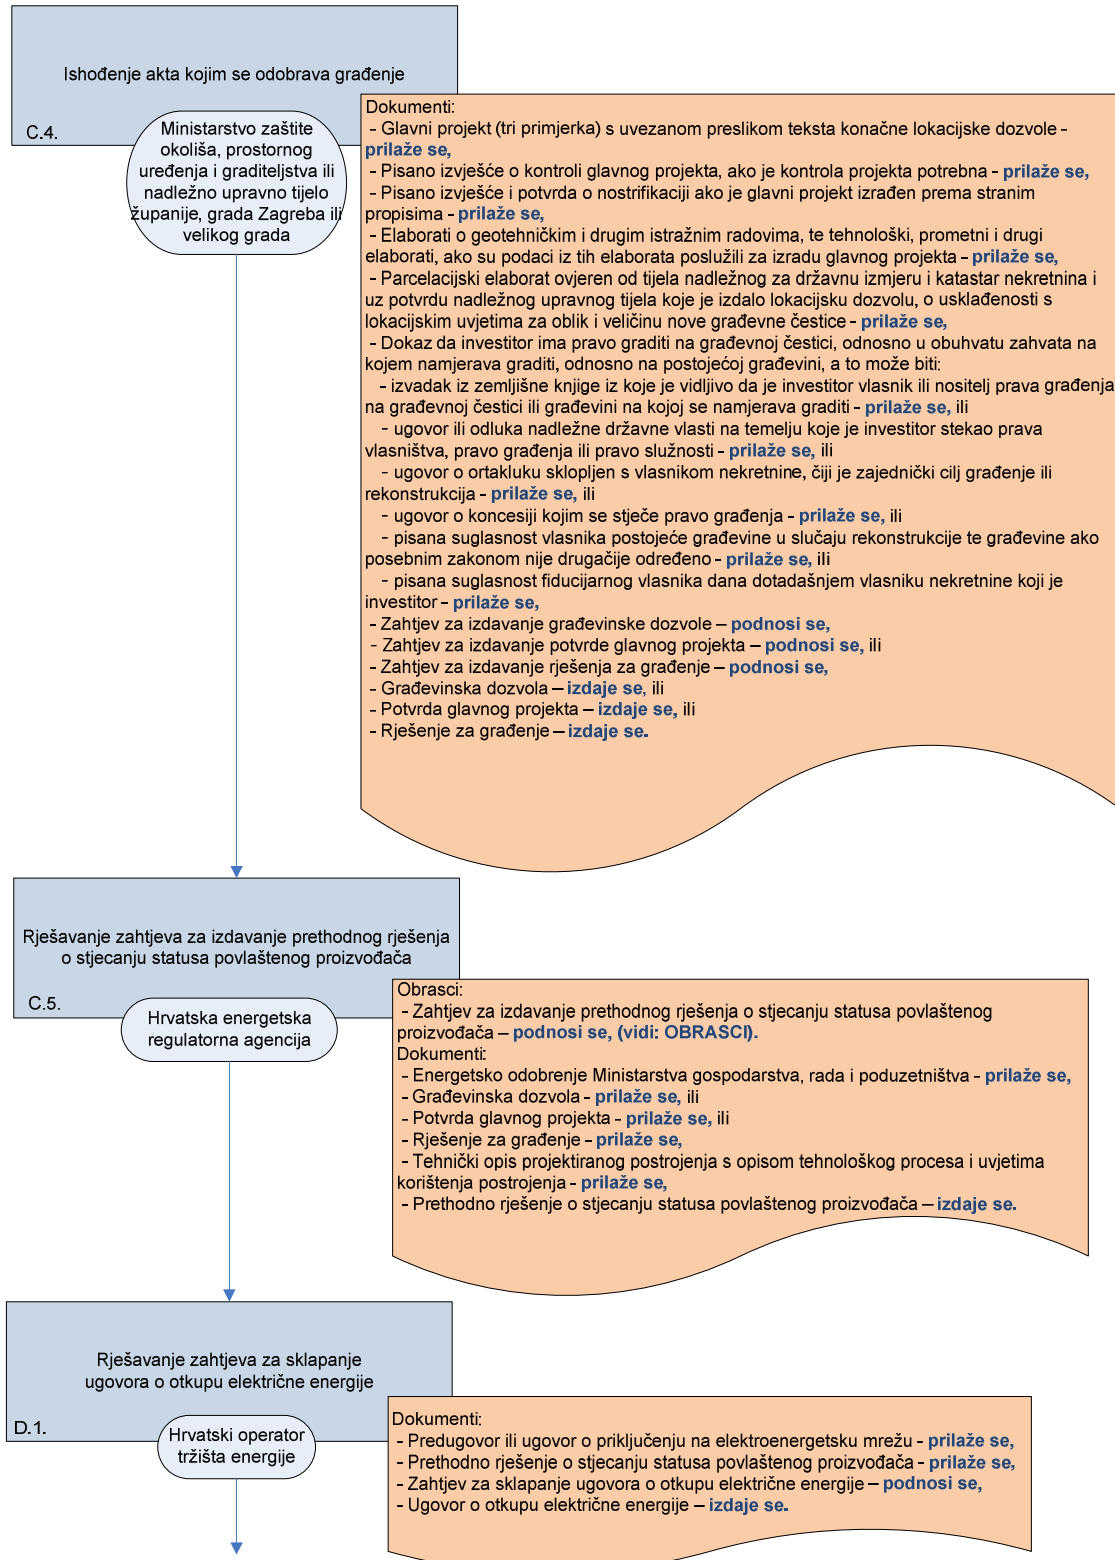 Ishođenje akta kojim se odobrava građenje
C.4.
Ministarstvo zaštite
okoliša, prostornog
uređenja i graditeljstva ili
nadležno upravno tijelo
županije, grada Zagreba ili
velikog grada
Dokumenti:
- Glavni projekt (tri primjerka) s uvezanom preslikom teksta konačne lokacijske dozvole -
prilaže se,
- Pisano izvješće o kontroli glavnog projekta, ako je kontrola projekta potrebna - prilaže se,
- Pisano izvješće i potvrda o nostrifikaciji ako je glavni projekt izrađen prema stranim
propisima - prilaže se,
- Elaborati o geotehničkim i drugim istražnim radovima, te tehnološki, prometni i drugi
elaborati, ako su podaci iz tih elaborata poslužili za izradu glavnog projekta - prilaže se,
- Parcelacijski elaborat ovjeren od tijela nadležnog za državnu izmjeru i katastar nekretnina i
uz potvrdu nadležnog upravnog tijela koje je izdalo lokacijsku dozvolu, o usklađenosti s
lokacijskim uvjetima za oblik i veličinu nove građevne čestice - prilaže se,
- Dokaz da investitor ima pravo graditi na građevnoj čestici, odnosno u obuhvatu zahvata na
kojem namjerava graditi, odnosno na postojećoj građevini, a to može biti:
- izvadak iz zemljišne knjige iz koje je vidljivo da je investitor vlasnik ili nositelj prava građenja
na građevnoj čestici ili građevini na kojoj se namjerava graditi - prilaže se, ili
- ugovor ili odluka nadležne državne vlasti na temelju koje je investitor stekao prava
vlasništva, pravo građenja ili pravo služnosti - prilaže se, ili
- ugovor o ortakluku sklopljen s vlasnikom nekretnine, čiji je zajednički cilj građenje ili
rekonstrukcija - prilaže se, ili
- ugovor o koncesiji kojim se stječe pravo građenja - prilaže se, ili
- pisana suglasnost vlasnika postojeće građevine u slučaju rekonstrukcije te građevine ako
posebnim zakonom nije drugačije određeno - prilaže se, ili
- pisana suglasnost fiducijarnog vlasnika dana dotadašnjem vlasniku nekretnine koji je
investitor - prilaže se,
- Zahtjev za izdavanje građevinske dozvole – podnosi se,
- Zahtjev za izdavanje potvrde glavnog projekta – podnosi se, ili
- Zahtjev za izdavanje rješenja za građenje – podnosi se,
- Građevinska dozvola – izdaje se, ili
- Potvrda glavnog projekta – izdaje se, ili
- Rješenje za građenje – izdaje se.
Rješavanje zahtjeva za izdavanje prethodnog rješenja
o stjecanju statusa povlaštenog proizvođača
C.5.
Hrvatska energetska
regulatorna agencija
Obrasci:
- Zahtjev za izdavanje prethodnog rješenja o stjecanju statusa povlaštenog
proizvođača – podnosi se, (vidi: OBRASCI).
Dokumenti:
- Energetsko odobrenje Ministarstva gospodarstva, rada i poduzetništva - prilaže se,
- Građevinska dozvola - prilaže se, ili
- Potvrda glavnog projekta - prilaže se, ili
- Rješenje za građenje - prilaže se,
- Tehnički opis projektiranog postrojenja s opisom tehnološkog procesa i uvjetima
korištenja postrojenja - prilaže se,
- Prethodno rješenje o stjecanju statusa povlaštenog proizvođača – izdaje se.
Rješavanje zahtjeva za sklapanje
ugovora o otkupu električne energije
D.1.
Hrvatski operator
tržišta energije
Dokumenti:
- Predugovor ili ugovor o priključenju na elektroenergetsku mrežu - prilaže se,
- Prethodno rješenje o stjecanju statusa povlaštenog proizvođača - prilaže se,
- Zahtjev za sklapanje ugovora o otkupu električne energije – podnosi se,
- Ugovor o otkupu električne energije – izdaje se.